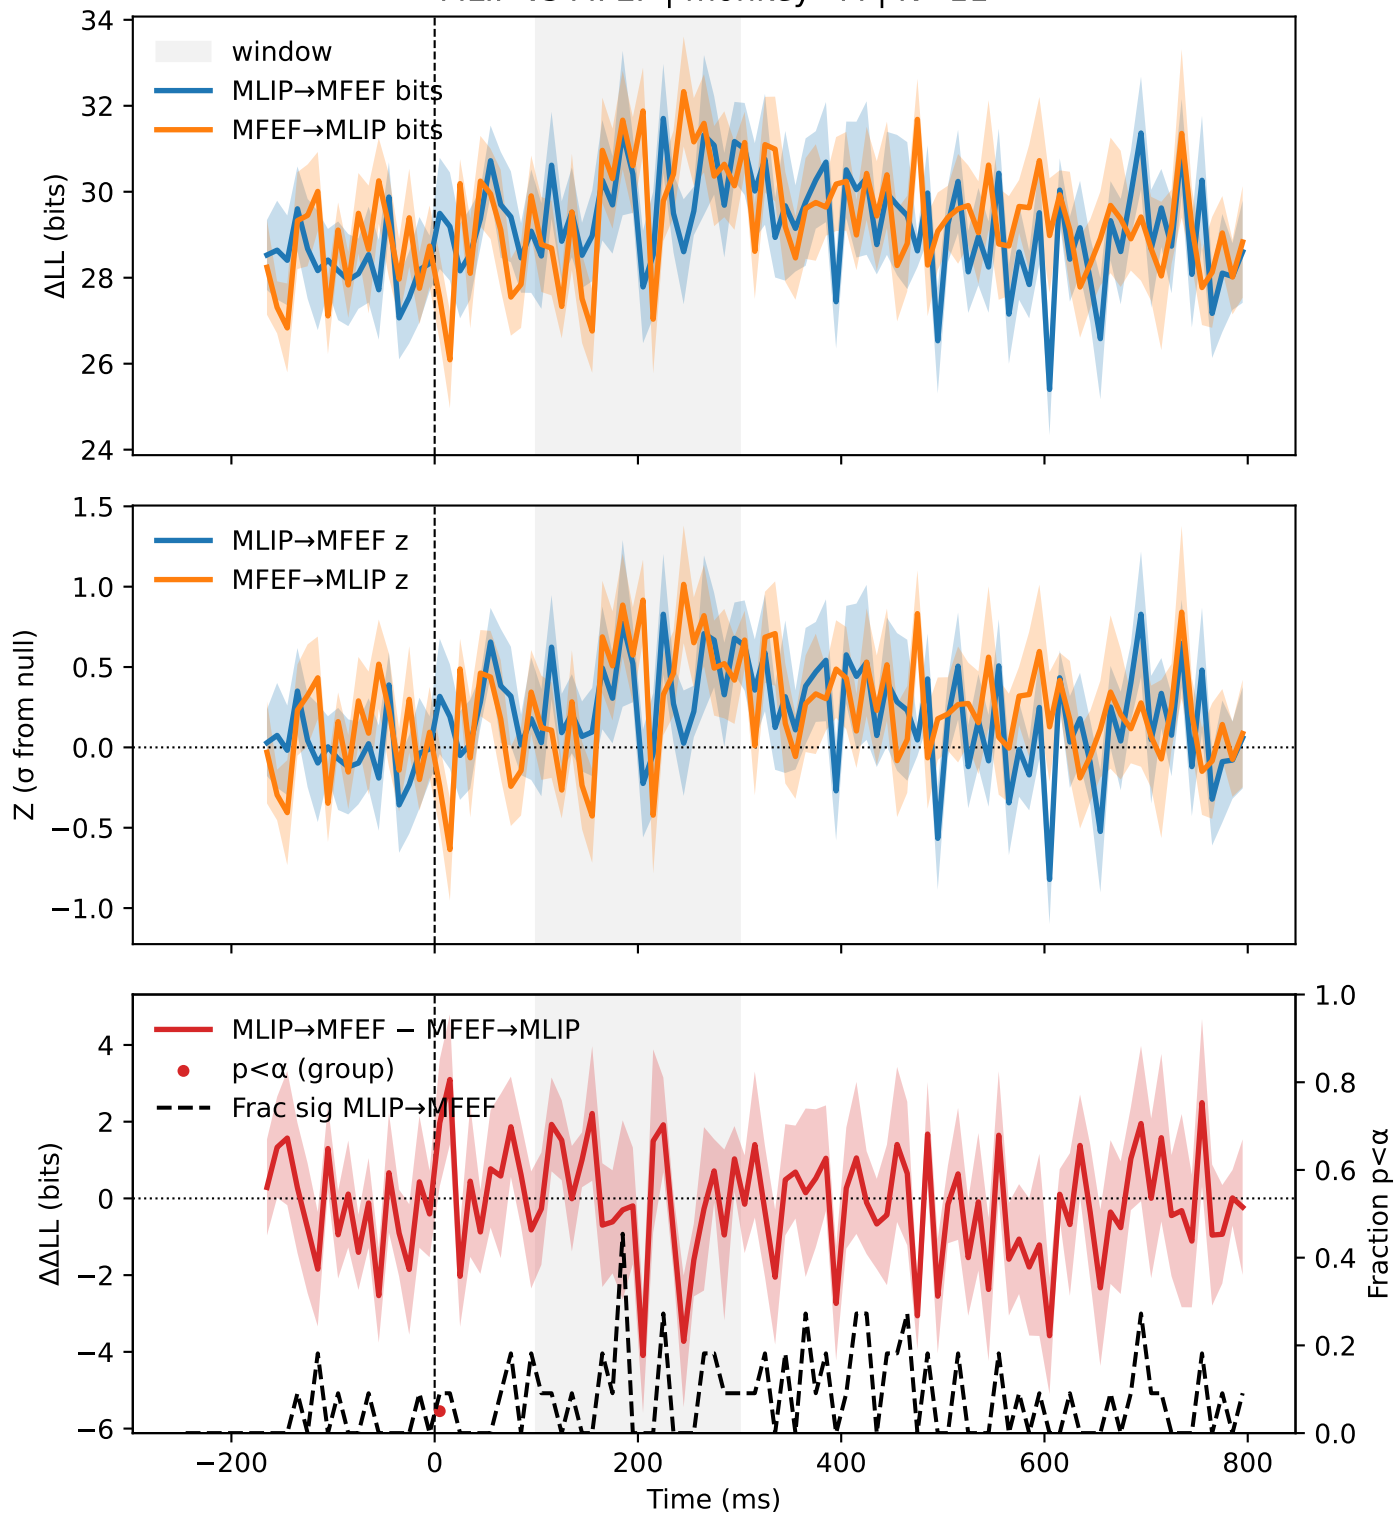 34
32
30
28
26
24
ΔLL (bits)
window
MLIP→MFEF bits
MFEF→MLIP bits
1.5
1.0
0.5
0.0
−0.5
−1.0
Z (σ from null)
MLIP→MFEF z
MFEF→MLIP z
4
2
0
−2
−4
−6
ΔΔLL (bits)
MLIP→MFEF − MFEF→MLIP
p<α (group)
Frac sig MLIP→MFEF
1.0
0.8
0.6
0.4
0.2
0.0
Fraction p<α
−200 0 200 400 600 800
Time (ms)